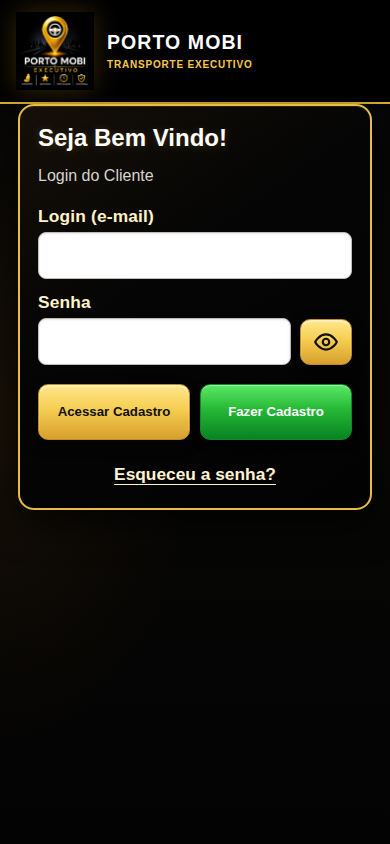 PORTO MOBI
EXECUTIVO
PORTO MOBI
TRANSPORTE EXECUTIVO
Seja Bem Vindo!
Login do Cliente
Login (e-mail)
Senha
Acessar Cadastro
Fazer Cadastro
Esqueceu a senha?